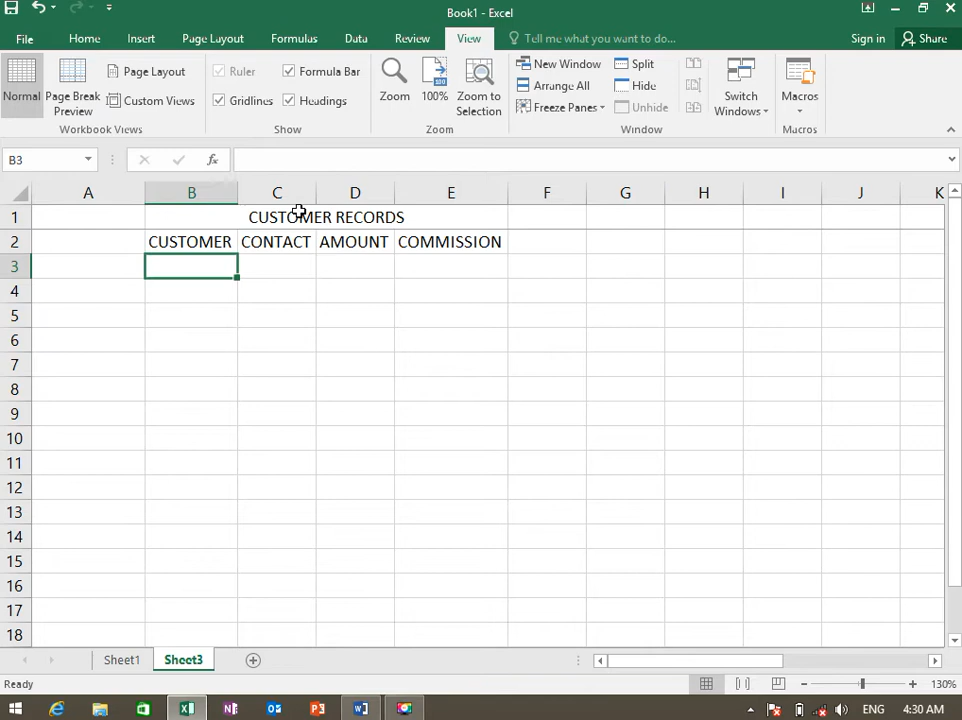 Book1 - Excel
File Home Insert Page Layout Formulas Data Review View Tell me what you want to do... Sign in Share
Normal
Page Break Preview
Page Layout
Custom Views
Workbook Views
Ruler
Formula Bar
Gridlines
Headings
Show
Zoom
100
100%
Zoom to Selection
Zoom
New Window
Arrange All
Freeze Panes
Split
Hide
Unhide
Switch Windows
Window
Macros
Macros
B3 fx
A B C D E F G H I J K
1 CUSTOMER RECORDS
2 CUSTOMER CONTACT AMOUNT COMMISSION
3
4
5
6
7
8
9
10
11
12
13
14
15
16
17
18
Sheet1 Sheet3
Ready 130%
ENG 4:30 AM